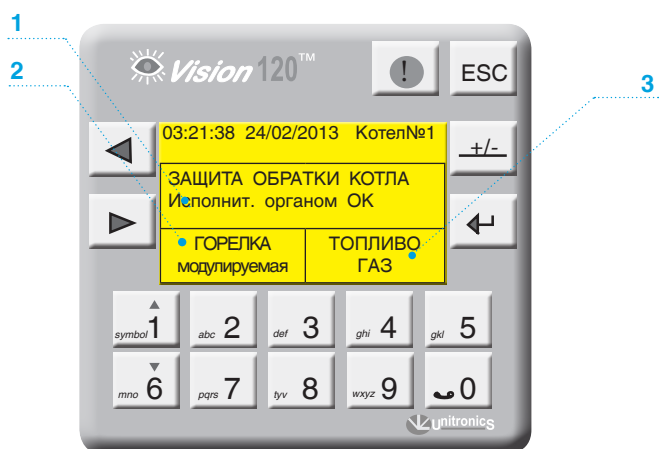 1
2
3
Vision 120™
!
ESC
+/-
03:21:38 24/02/2013 Котел№1
ЗАЩИТА ОБРАТКИ КОТЛА
Исполнит. органом ОК
ГОРЕЛКА
модулируемая
ТОПЛИВО
ГАЗ
symbol 1
abc 2
def 3
ghi 4
gkl 5
mno 6
pqrs 7
tyv 8
wxyz 9
0
unitronicS